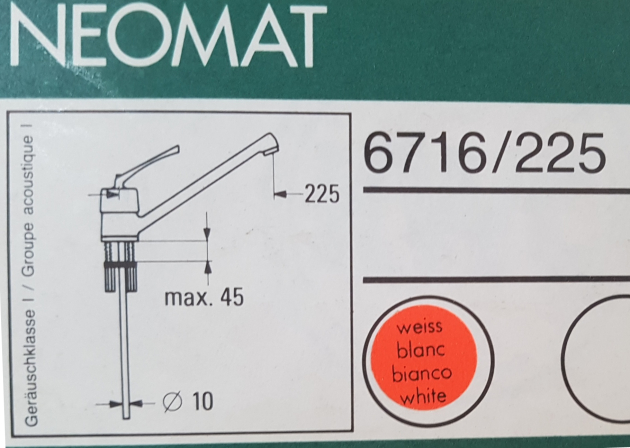 NEOMAT
Geräuschklasse I / Groupe acoustique I
225
max. 45
Ø 10
6716/225
weiss
blanc
bianco
white